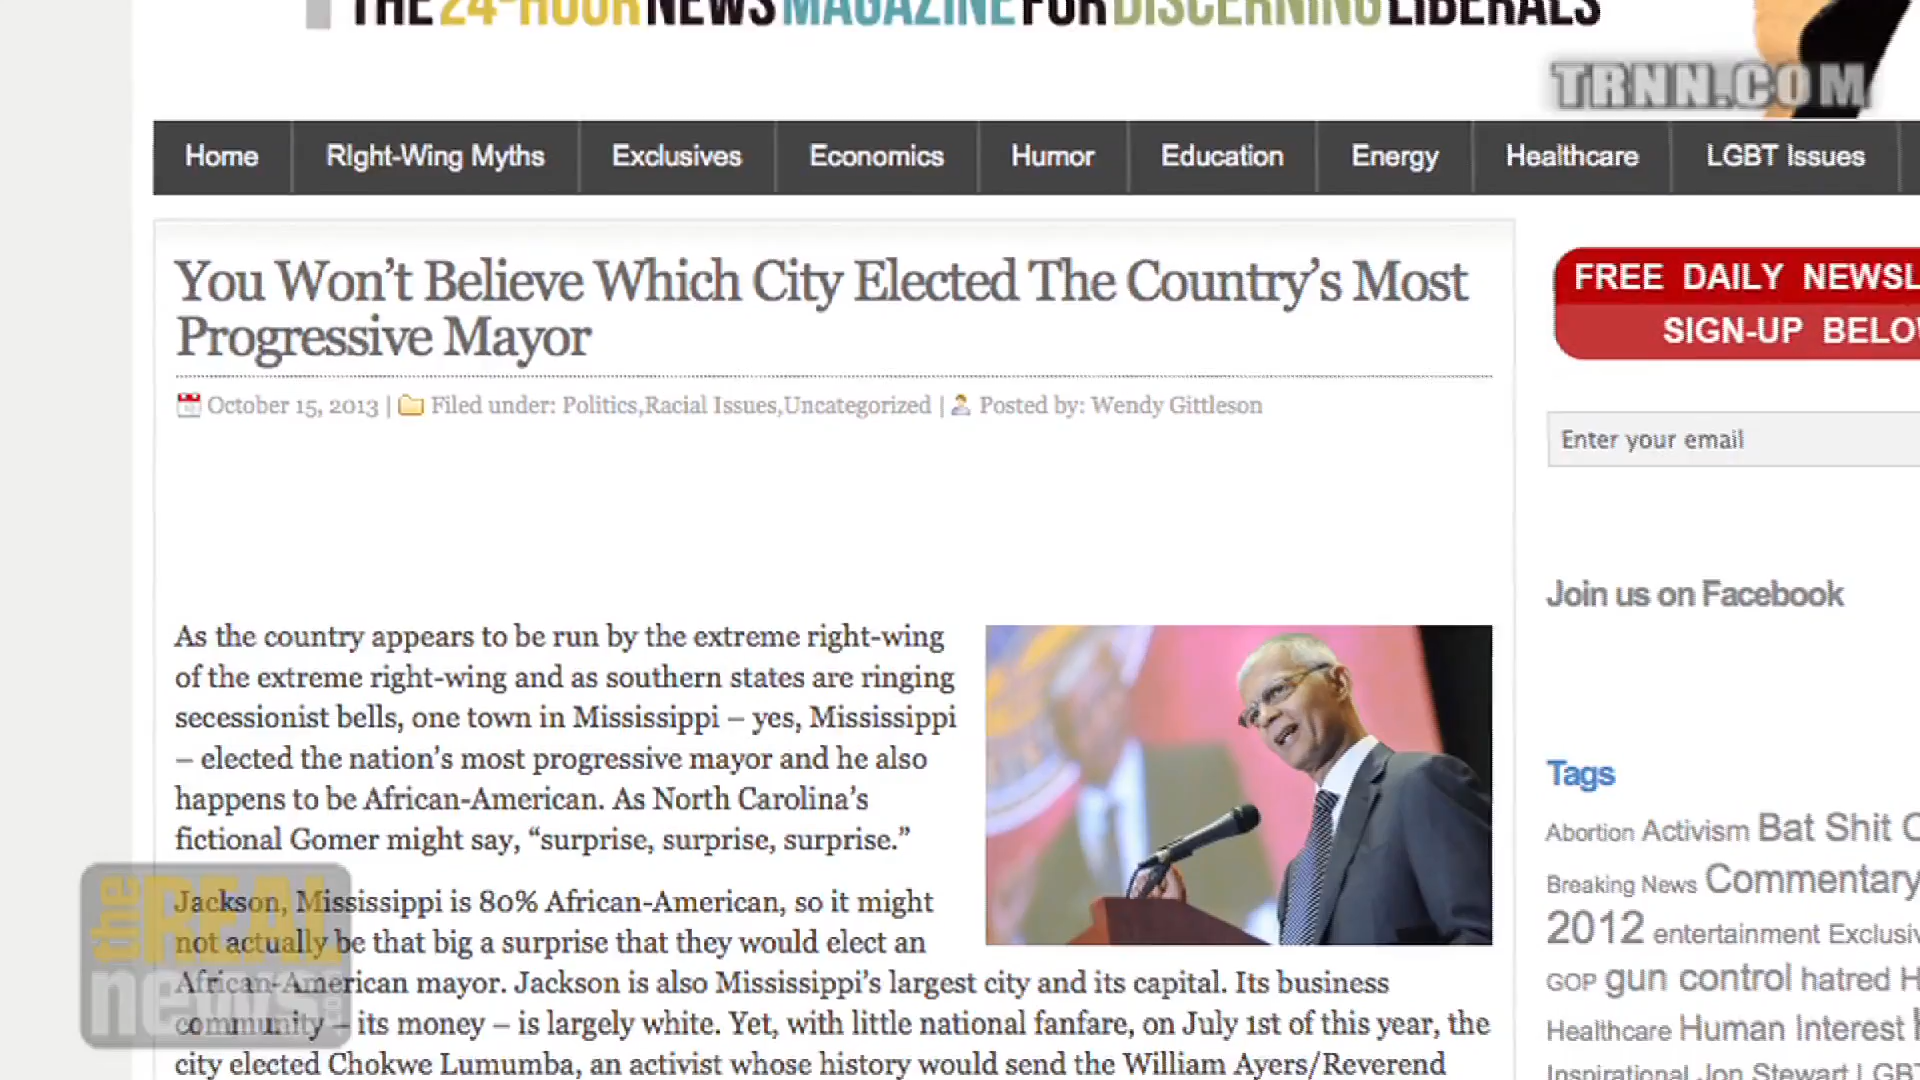 THE 24-HOUR NEWS MAGAZINE FOR DISCERNING LIBERALS
TRNN.COM
Home RIght-Wing Myths Exclusives Economics Humor Education Energy Healthcare LGBT Issues
You Won't Believe Which City Elected The Country's Most
Progressive Mayor
October 15, 2013 | Filed under: Politics,Racial Issues,Uncategorized | Posted by: Wendy Gittleson
As the country appears to be run by the extreme right-wing
of the extreme right-wing and as southern states are ringing
secessionist bells, one town in Mississippi – yes, Mississippi
– elected the nation's most progressive mayor and he also
happens to be African-American. As North Carolina's
fictional Gomer might say, “surprise, surprise, surprise.”
Jackson, Mississippi is 80% African-American, so it might
not actually be that big a surprise that they would elect an
African-American mayor. Jackson is also Mississippi's largest city and its capital. Its business
community – its money – is largely white. Yet, with little national fanfare, on July 1st of this year, the
city elected Chokwe Lumumba, an activist whose history would send the William Ayers/Reverend
FREE DAILY NEWSL
SIGN-UP BELO
Enter your email
Join us on Facebook
Tags
Abortion Activism Bat Shit C
Breaking News Commentary
2012 entertainment Exclusiv
GOP gun control hatred H
Healthcare Human Interest
Inspirational Jon Stewart LGBT
the REAL
news.com